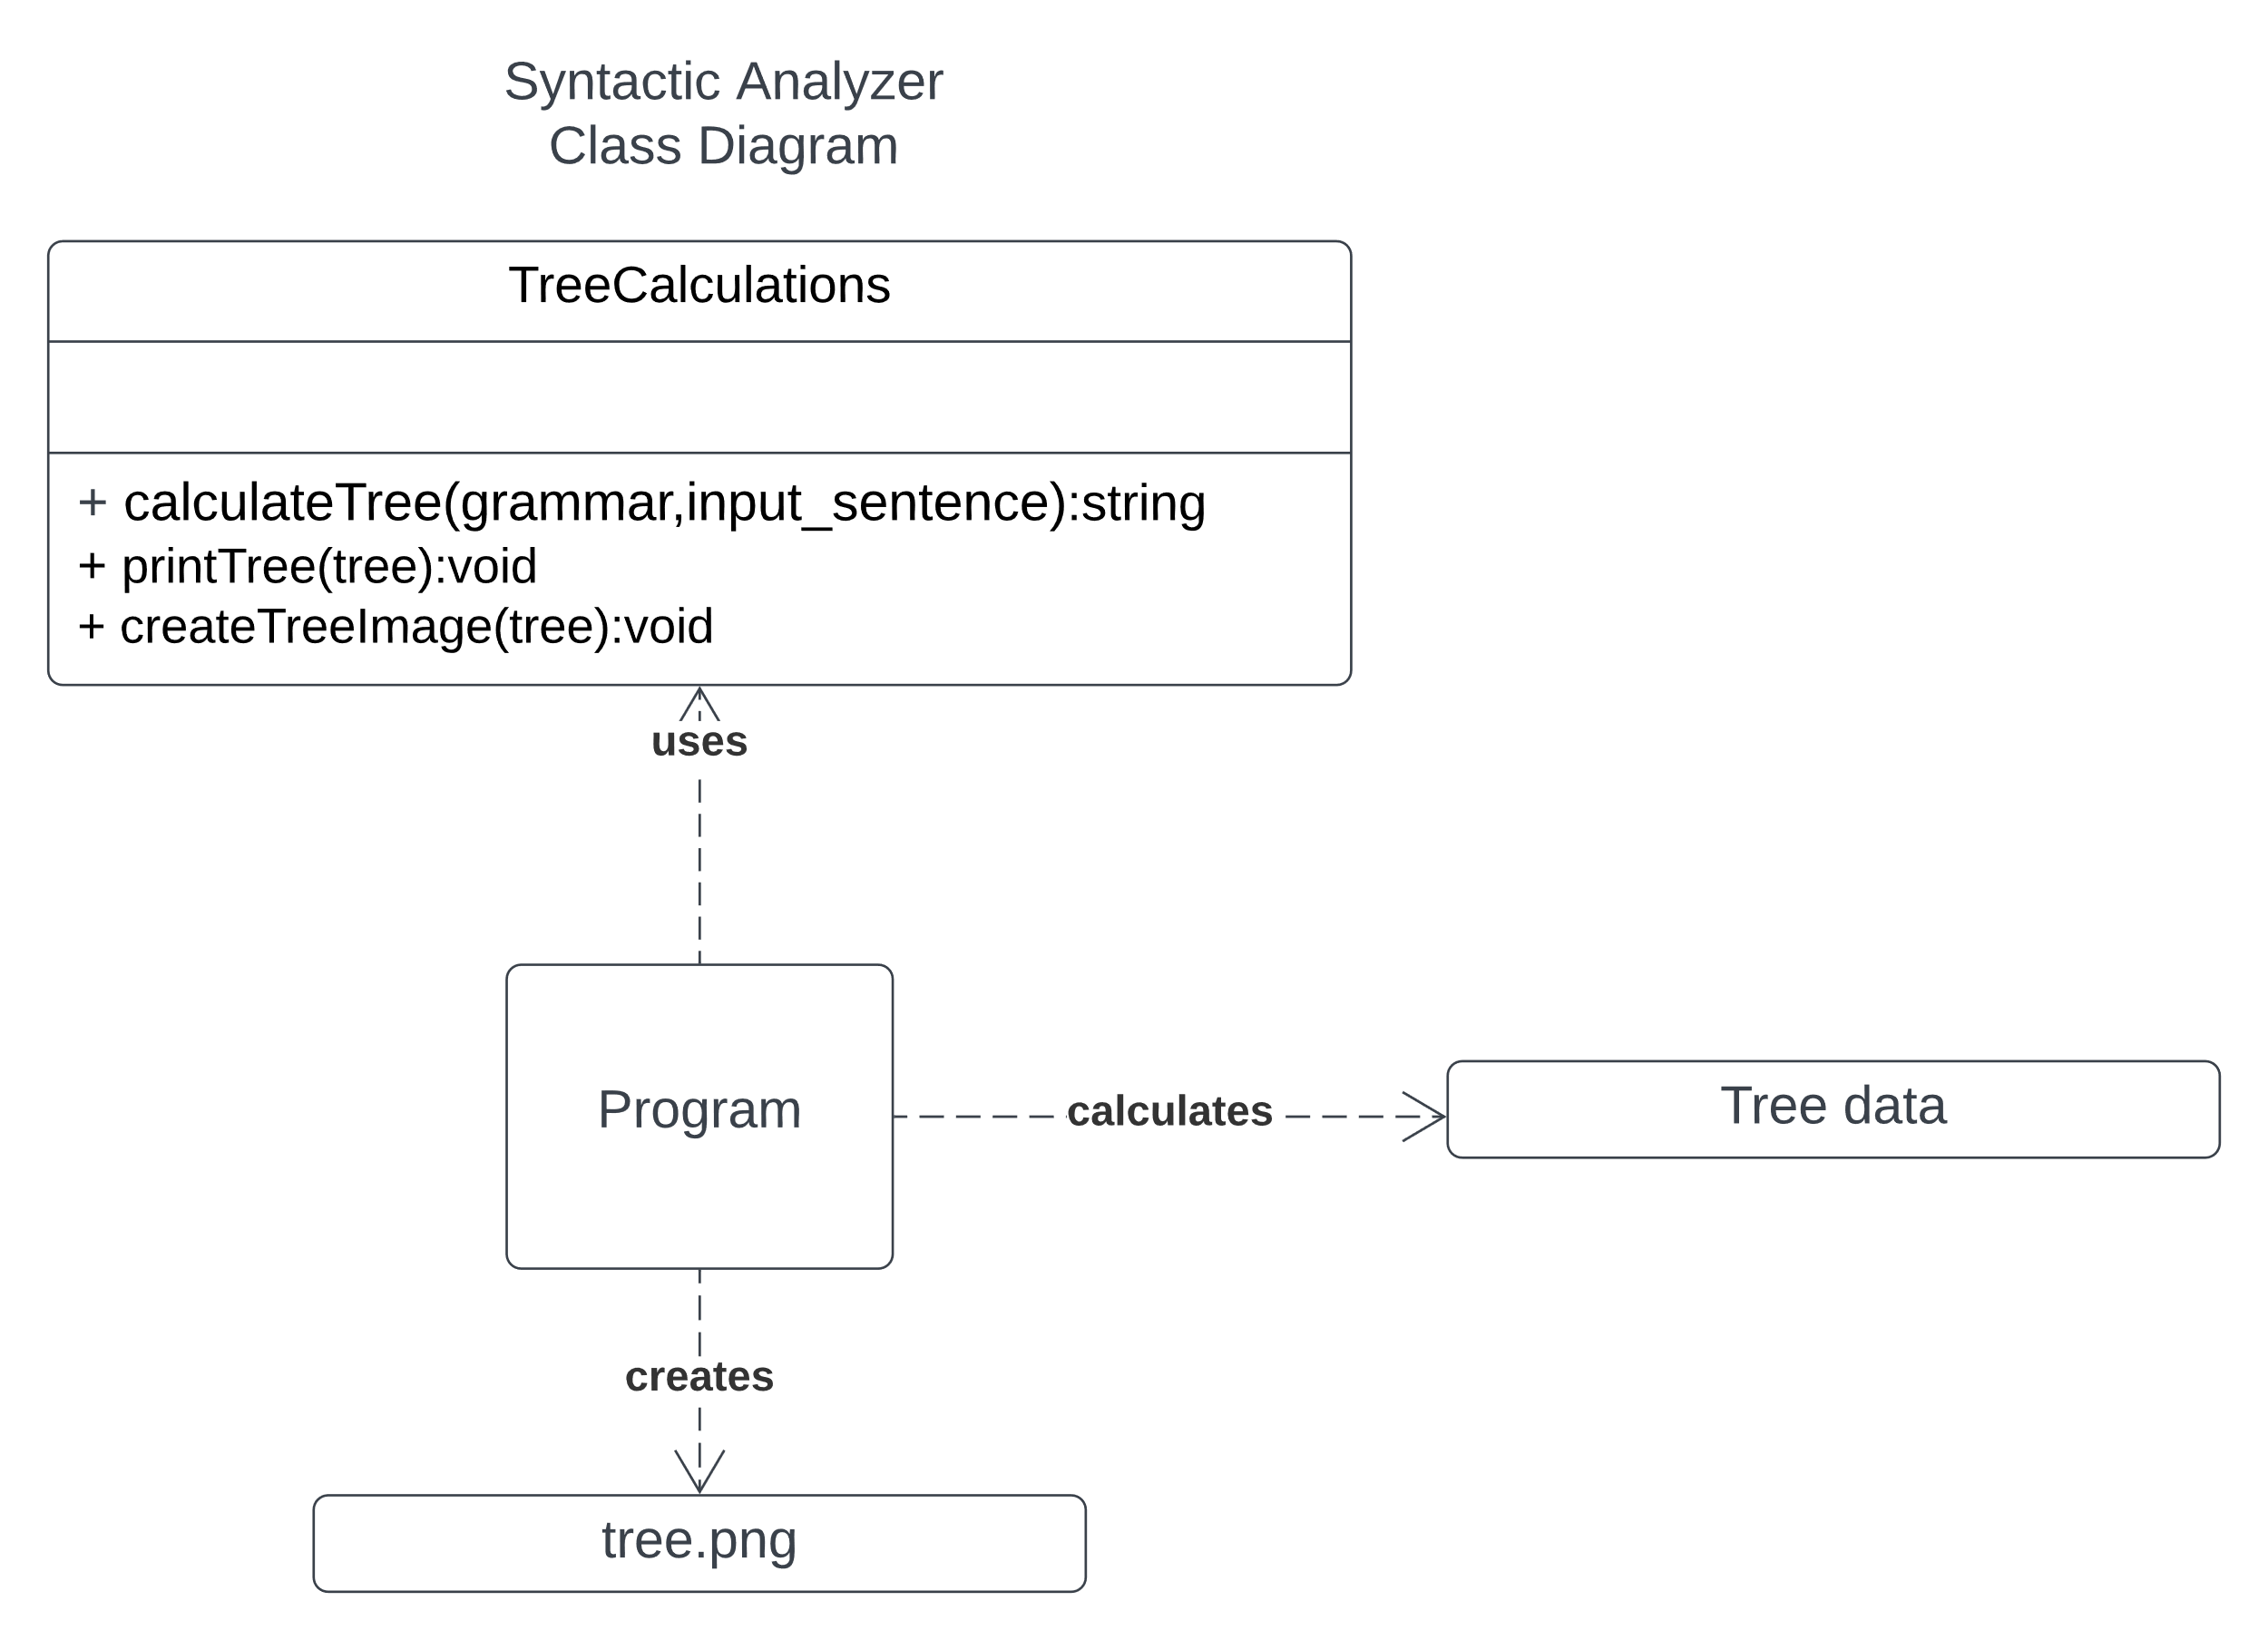 Syntactic Analyzer
Class Diagram
TreeCalculations
+ calculateTree(grammar,input_sentence):string
+ printTree(tree):void
+ createTreeImage(tree):void
uses
Program
calculates
Tree data
creates
tree.png